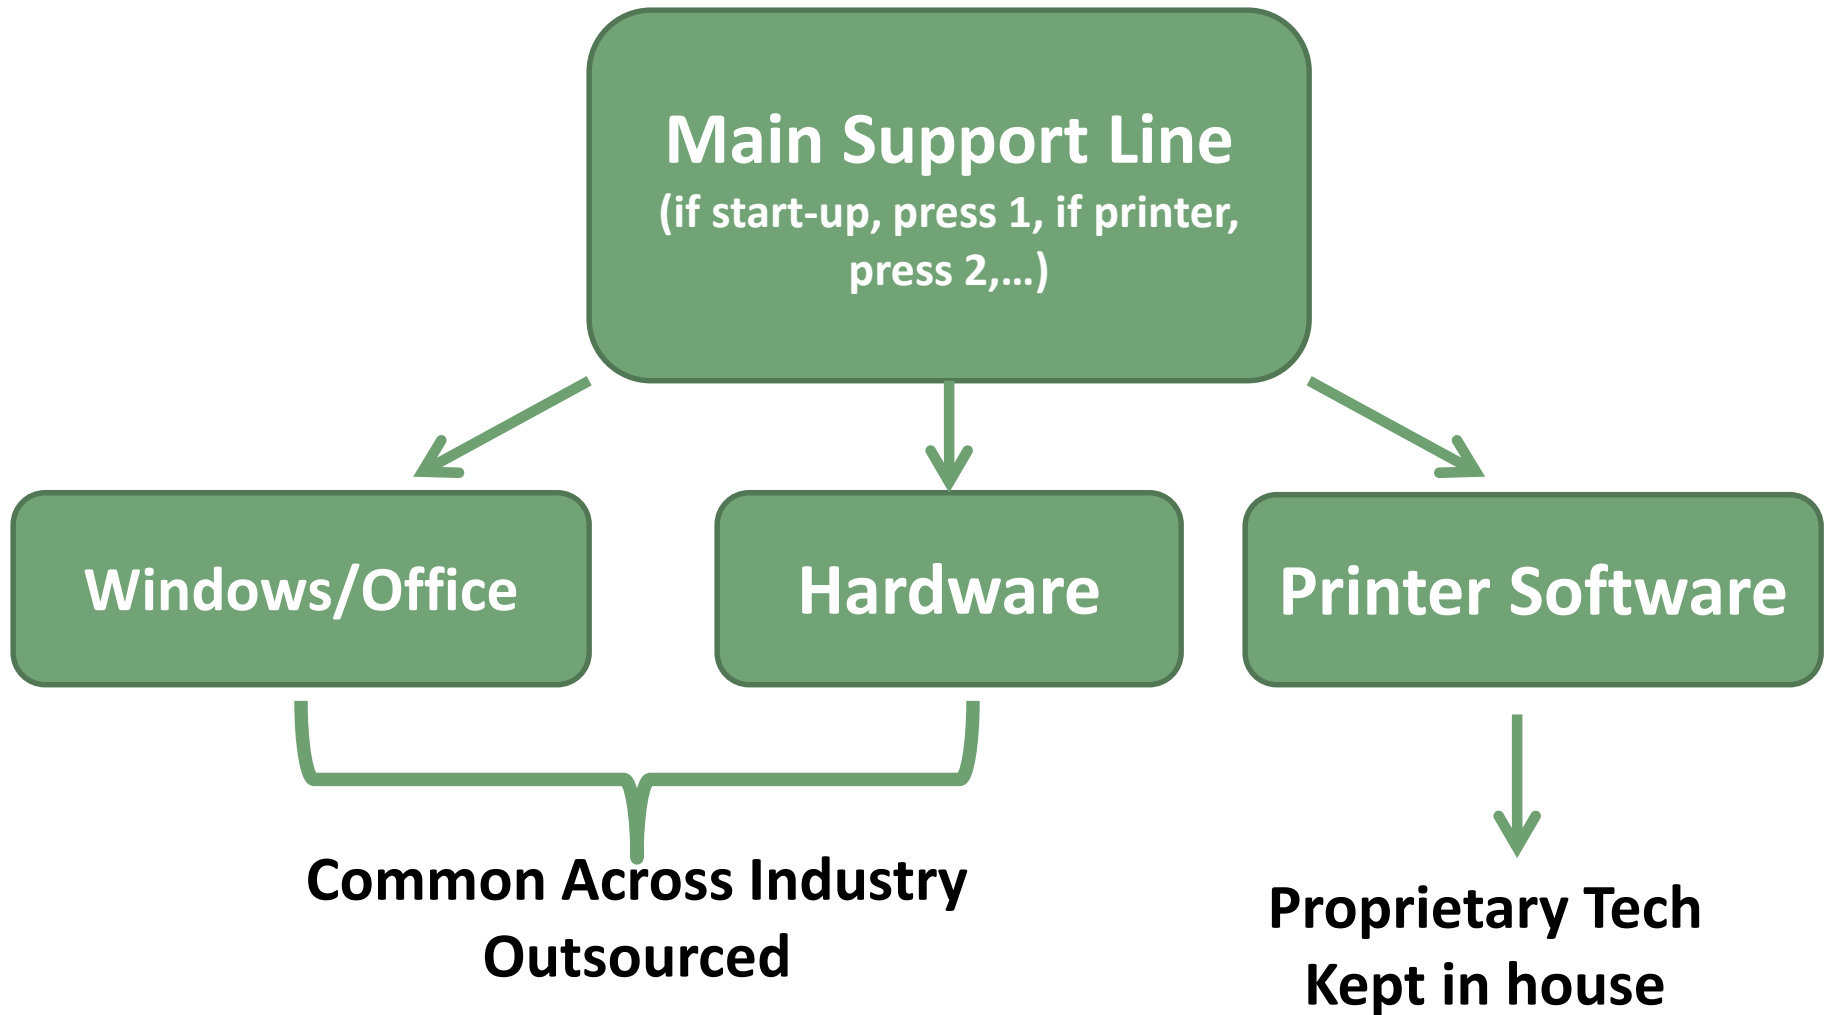 Main Support Line
(if start-up, press 1, if printer,
press 2,...)
Windows/Office
Hardware
Printer Software
Common Across Industry
Outsourced
Proprietary Tech
Kept in house